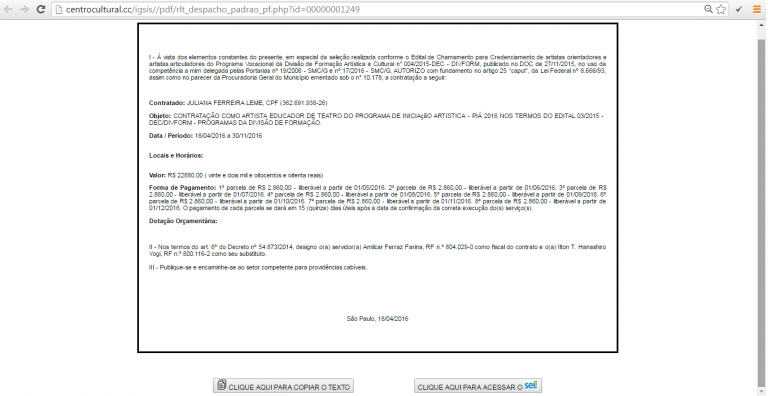 centrocultural.cc/igsis//pdf/rlt_despacho_padrao_pf.php?id=00000001249
I - À vista dos elementos constantes do presente, em especial da seleção realizada conforme o Edital de Chamamento para Credenciamento de artistas orientadores e
artistas articuladores do Programa Vocacional da Divisão de Formação Artística e Cultural n° 004/2015-DEC - DIVFORM, publicado no DOC de 27/11/2015, no uso da
competência a mim delegada pelas Portarias nº 19/2006 - SMC/G e nº 17/2016 - SMC/G, AUTORIZO com fundamento no artigo 25 "caput", da Lei Federal nº 8.666/93,
assim como no parecer da Procuradoria Geral do Município ementado sob o n° 10.178, a contratação a seguir:
Contratado: JULIANA FERREIRA LEME, CPF (362.691.938-26)
Objeto: CONTRATAÇÃO COMO ARTISTA EDUCADOR DE TEATRO DO PROGRAMA DE INICIAçãO ARTÍSTICA - PIÁ 2016 NOS TERMOS DO EDITAL 03/2015 -
DEC/DIVFORM - PROGRAMAS DA DIVISÃO DE FORMAÇÃO.
Data / Período: 18/04/2016 a 30/11/2016
Locais e Horários:
Valor: R$ 22880.00 ( vinte e dois mil e oitocentos e oitenta reais)
Forma de Pagamento: 1º parcela de R$ 2.860,00 - liberável a partir de 01/05/2016. 2º parcela de R$ 2.860,00 - liberável a partir de 01/06/2016. 3º parcela de R$
2.860,00 - liberável a partir de 01/07/2016. 4º parcela de R$ 2.860,00 - liberável a partir de 01/08/2016. 5º parcela de R$ 2.860,00 - liberável a partir de 01/09/2016. 6º
parcela de R$ 2.860,00 - liberável a partir de 01/10/2016. 7º parcela de R$ 2.860,00 - liberável a partir de 01/11/2016. 8º parcela de R$ 2.860,00 - liberável a partir de
01/12/2016. O pagamento de cada parcela se dará em 15 (quinze) dias úteis após a data de confirmação da correta execução do(s) serviço(s).
Dotação Orçamentária:
II - Nos termos do art. 6º do Decreto nº 54.873/2014, designo o(a) servidor(a) Amilcar Ferraz Farina, RF n.º 804.029-0 como fiscal do contrato e o(a) Ilton T. Hanashiro
Yogi, RF n.º 800.116-2 como seu substituto.
III - Publique-se e encaminhe-se ao setor competente para providências cabíveis.
São Paulo, 18/04/2016
CLIQUE AQUI PARA COPIAR O TEXTO
CLIQUE AQUI PARA ACESSAR O sei!